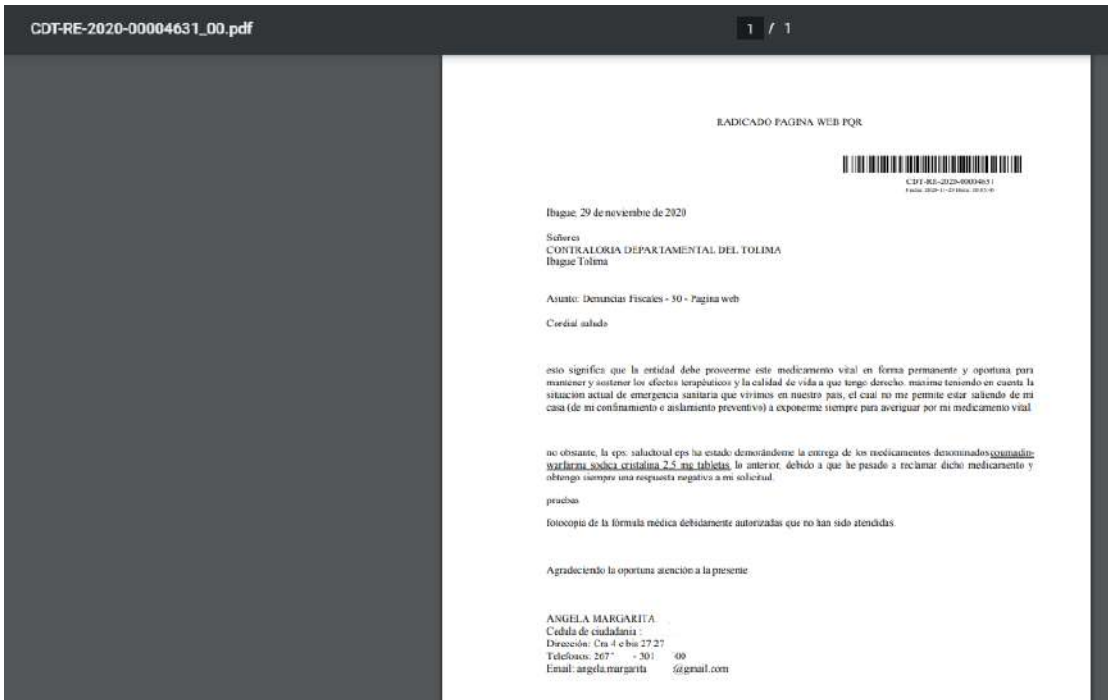 CDT-RE-2020-00004631_00.pdf
1 / 1
RADICADO PAGINA WEB PQR
CDT-RE-2020-00004631
Ibague, 29 de noviembre de 2020
Señores
CONTRALORIA DEPARTAMENTAL DEL TOLIMA
Ibague Tolima
Asunto: Denuncias Fiscales - 30 - Pagina web
Cordial saludo
esto significa que la entidad debe proveerme este medicamento vital en forma permanente y oportuna para
mantener y sostener los efectos terapéuticos y la calidad de vida a que tengo derecho. maxime teniendo en cuenta la
situación actual de emergencia sanitaria que vivimos en nuestro pais, el cual no me permite estar saliendo de mi
casa (de mi confinamiento o aislamiento preventivo) a exponerme siempre para averiguar por mi medicamento vital
no obstante, la eps: saludtotal eps ha estado demorándome la entrega de los medicamentos denominados coumadin-
warfarina sodica cristalina 2,5 mg tabletas, lo anterior, debido a que he pasado a reclamar dicho medicamento y
obtengo siempre una respuesta negativa a mi solicitud.
pruebas
fotocopia de la fórmula médica debidamente autorizadas que no han sido atendidas.
Agradeciendo la oportuna atención a la presente
ANGELA MARGARITA
Cedula de ciudadania :
Dirección: Cra 4 c bis 27 27
Telefonos: 267 - 301 00
Email: angela.margarita @gmail.com